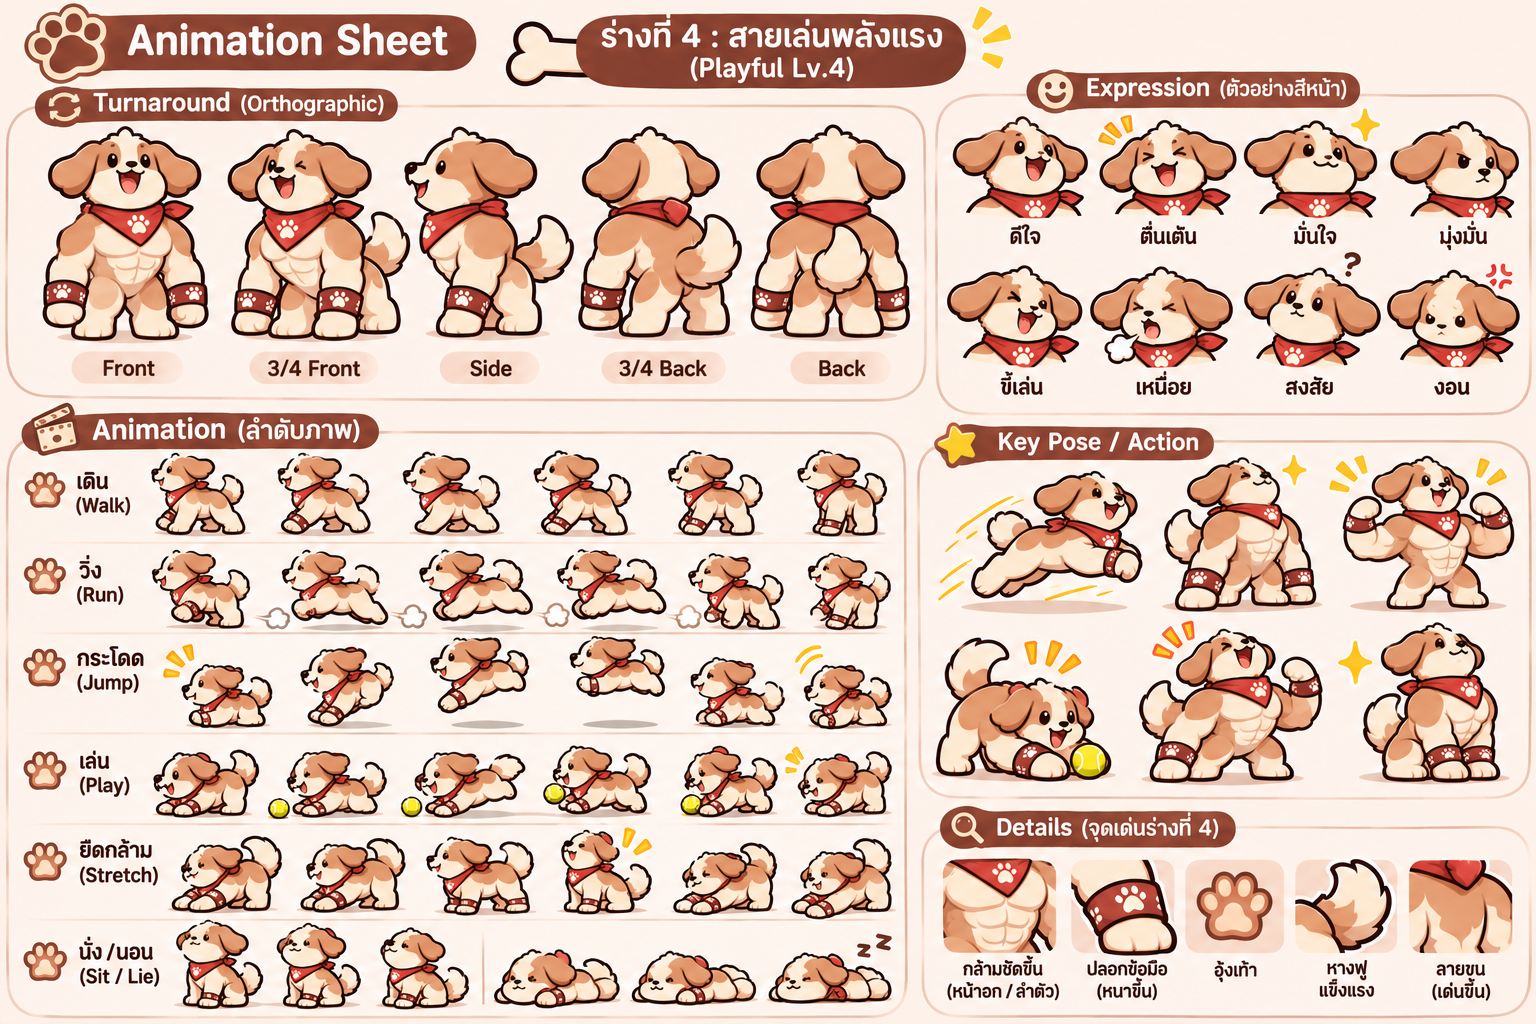 Animation Sheet
ร่างที่ 4 : สายเล่นพลังแรง
(Playful Lv.4)
Turnaround (Orthographic)
Front
3/4 Front
Side
3/4 Back
Back
Expression (ตัวอย่างสีหน้า)
ดีใจ
ตื่นเต้น
มั่นใจ
มุ่งมั่น
?
ขี้เล่น
เหนื่อย
สงสัย
งอน
Animation (ลำดับภาพ)
เดิน
(Walk)
วิ่ง
(Run)
กระโดด
(Jump)
เล่น
(Play)
ยืดกล้าม
(Stretch)
นั่ง / นอน
(Sit / Lie)
z z
Key Pose / Action
Details (จุดเด่นร่างที่ 4)
กล้ามชัดขึ้น
(หน้าอก / ลำตัว)
ปลอกข้อมือ
(หนาขึ้น)
อุ้งเท้า
หางฟู
แข็งแรง
ลายขน
(เด่นขึ้น)